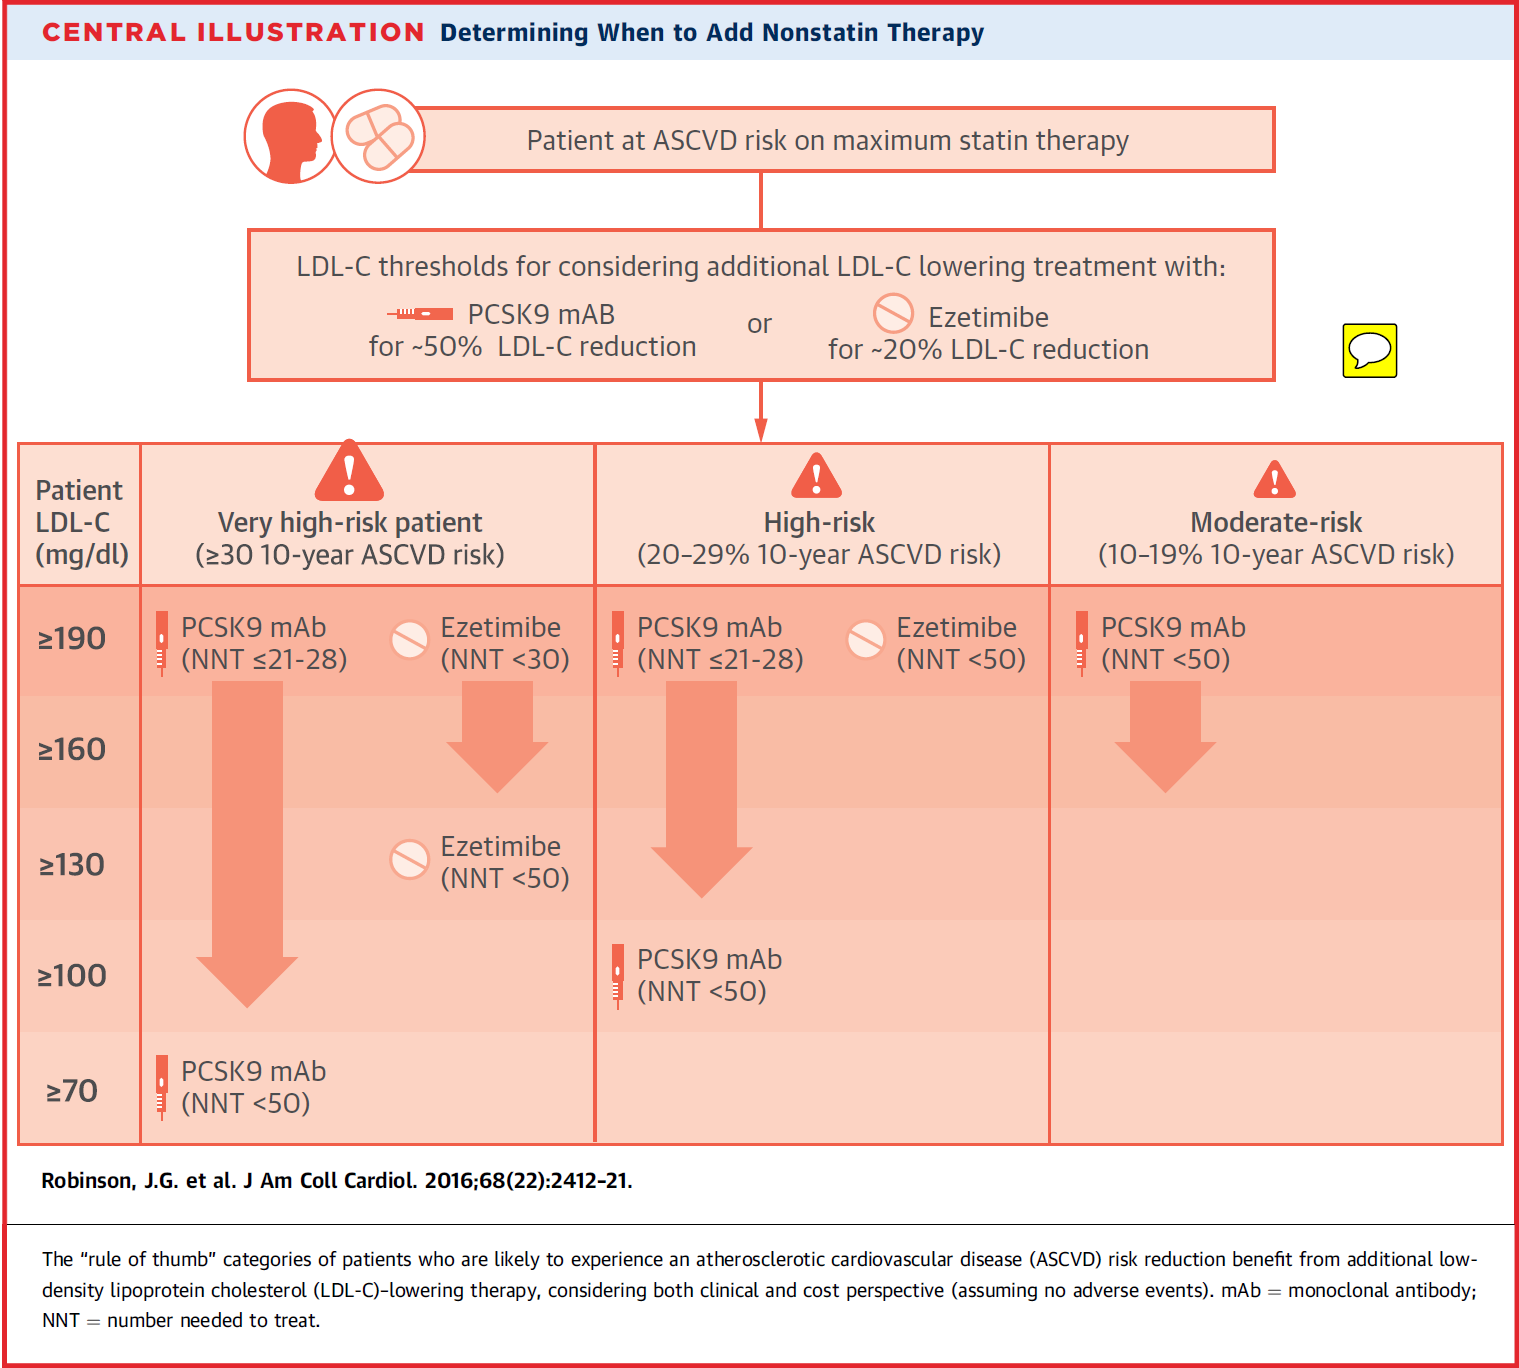 CENTRAL ILLUSTRATION Determining When to Add Nonstatin Therapy
Patient at ASCVD risk on maximum statin therapy
LDL-C thresholds for considering additional LDL-C lowering treatment with:
PCSK9 mAB
for ~50% LDL-C reduction
or
Ezetimibe
for ~20% LDL-C reduction
Patient
LDL-C
(mg/dl)
Very high-risk patient
(≥30 10-year ASCVD risk)
High-risk
(20–29% 10-year ASCVD risk)
Moderate-risk
(10–19% 10-year ASCVD risk)
≥190
PCSK9 mAb
(NNT ≤21-28)
Ezetimibe
(NNT <30)
PCSK9 mAb
(NNT ≤21-28)
Ezetimibe
(NNT <50)
PCSK9 mAb
(NNT <50)
≥160
≥130
Ezetimibe
(NNT <50)
≥100
PCSK9 mAb
(NNT <50)
≥70
PCSK9 mAb
(NNT <50)
Robinson, J.G. et al. J Am Coll Cardiol. 2016;68(22):2412–21.
The “rule of thumb” categories of patients who are likely to experience an atherosclerotic cardiovascular disease (ASCVD) risk reduction benefit from additional low-
density lipoprotein cholesterol (LDL-C)–lowering therapy, considering both clinical and cost perspective (assuming no adverse events). mAb = monoclonal antibody;
NNT = number needed to treat.